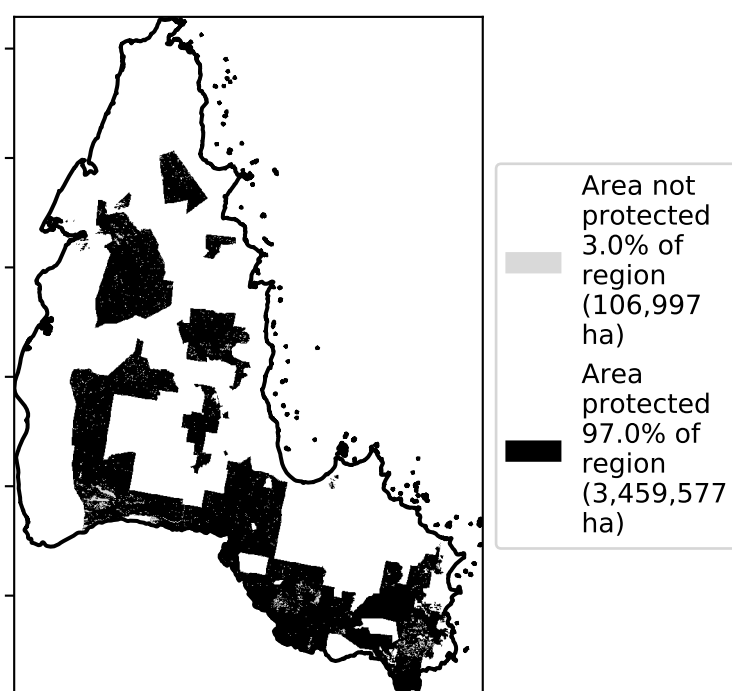 Area not
protected
3.0% of
region
(106,997
ha)
Area
protected
97.0% of
region
(3,459,577
ha)